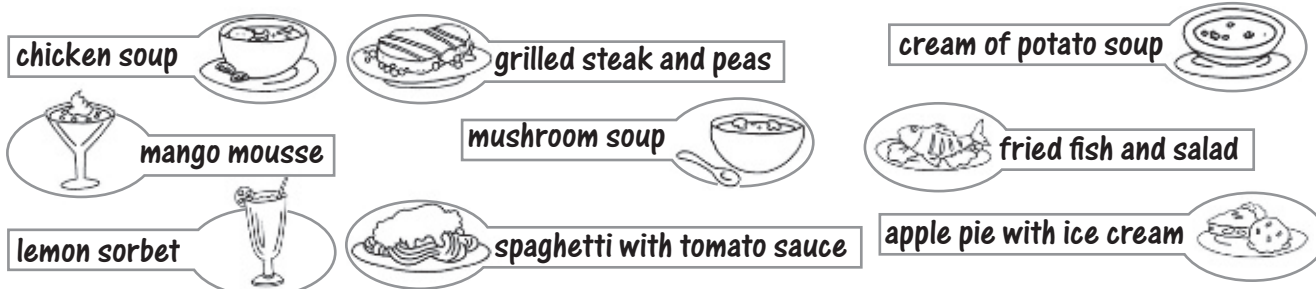 chicken soup
grilled steak and peas
cream of potato soup
mango mousse
mushroom soup
fried fish and salad
lemon sorbet
spaghetti with tomato sauce
apple pie with ice cream